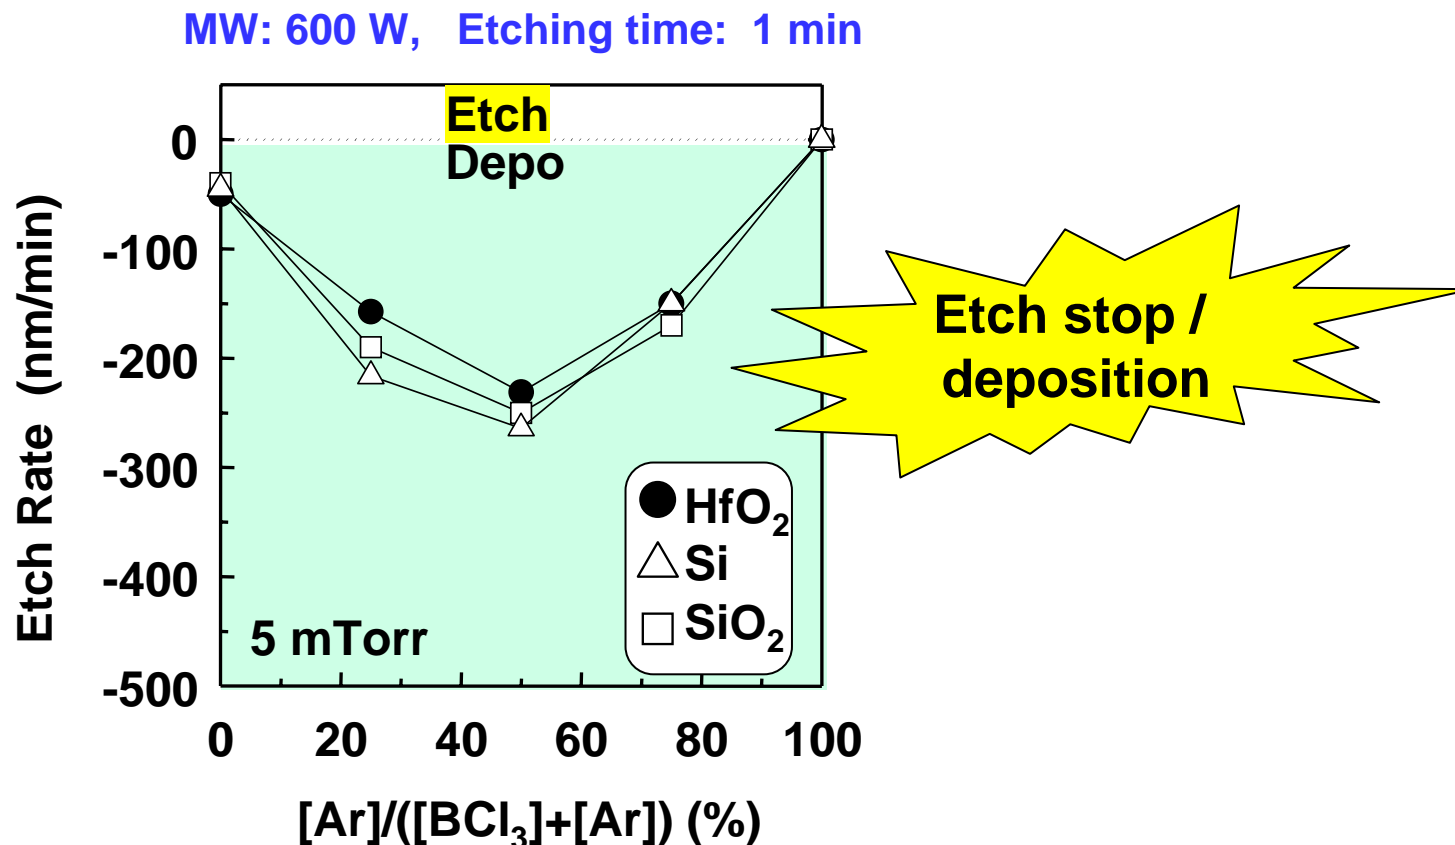 MW: 600 W, Etching time: 1 min
Etch
Depo
0
-100
-200
-300
-400
-500
Etch Rate (nm/min)
Etch stop /
deposition
HfO₂
Si
SiO₂
5 mTorr
0 20 40 60 80 100
[Ar]/([BCl₃]+[Ar]) (%)